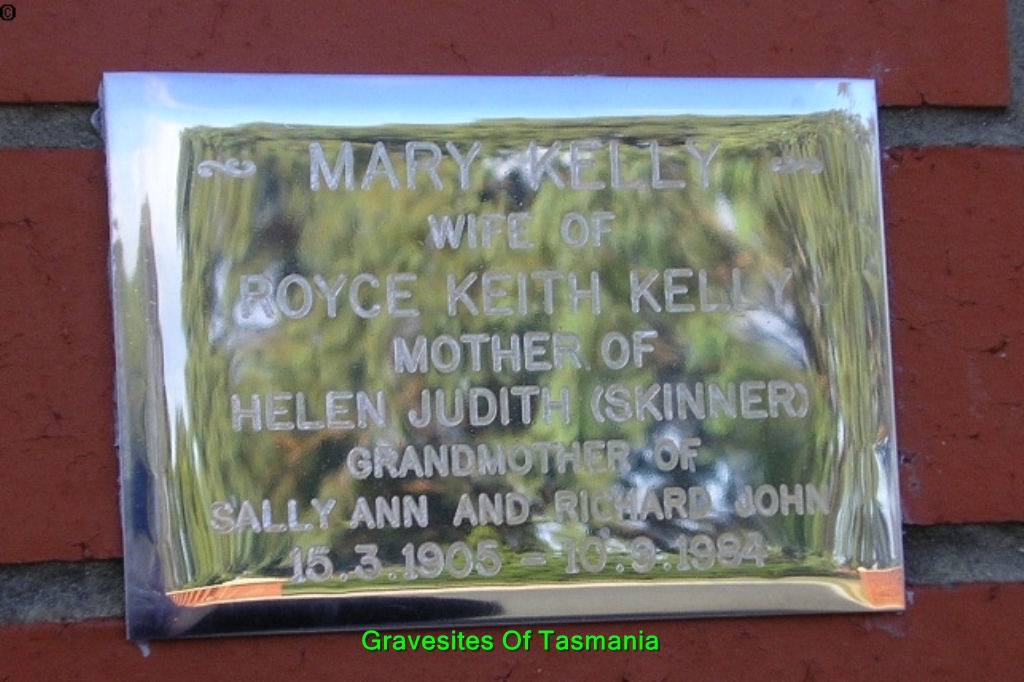 ©
MARY KELLY
WIFE OF
ROYCE KEITH KELLY
MOTHER OF
HELEN JUDITH (SKINNER)
GRANDMOTHER OF
SALLY ANN AND RICHARD JOHN
15.3.1905 - 10.9.1984
Gravesites Of Tasmania